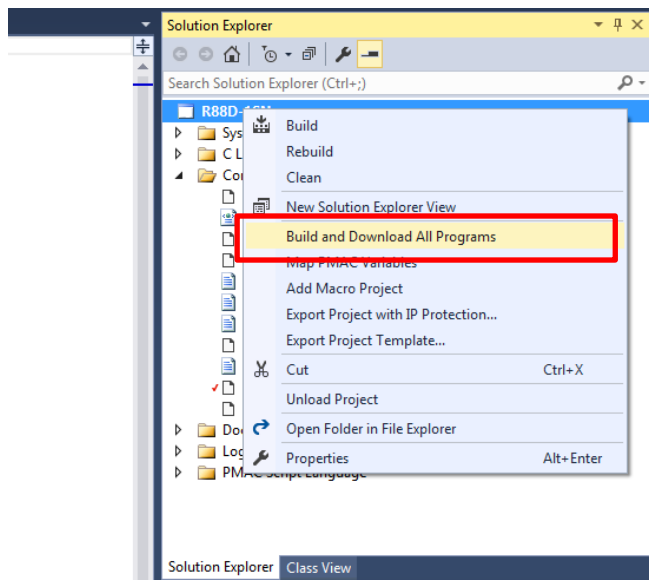 Solution Explorer
Search Solution Explorer (Ctrl+;)
R88D-1SN
Sys
Build
C L
Rebuild
Con
Clean
New Solution Explorer View
Build and Download All Programs
Map PMAC Variables
Add Macro Project
Export Project with IP Protection...
Export Project Template...
Cut Ctrl+X
Unload Project
Do
Open Folder in File Explorer
Log
Properties Alt+Enter
PMAC Script Language
Solution Explorer Class View